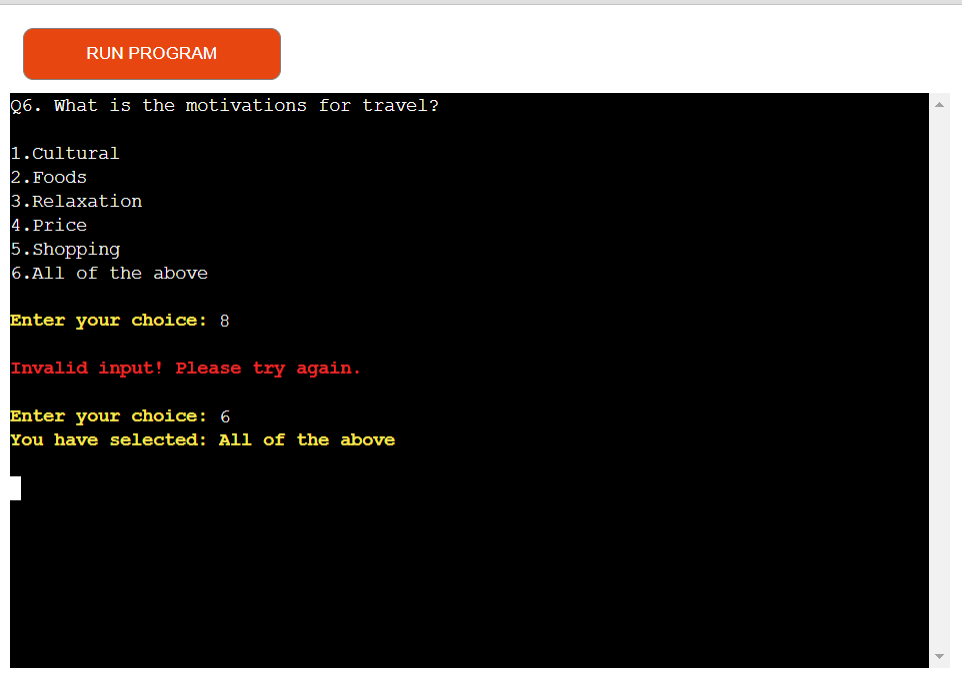 RUN PROGRAM
Q6. What is the motivations for travel?
1.Cultural
2.Foods
3.Relaxation
4.Price
5.Shopping
6.All of the above
Enter your choice: 8
Invalid input! Please try again.
Enter your choice: 6
You have selected: All of the above